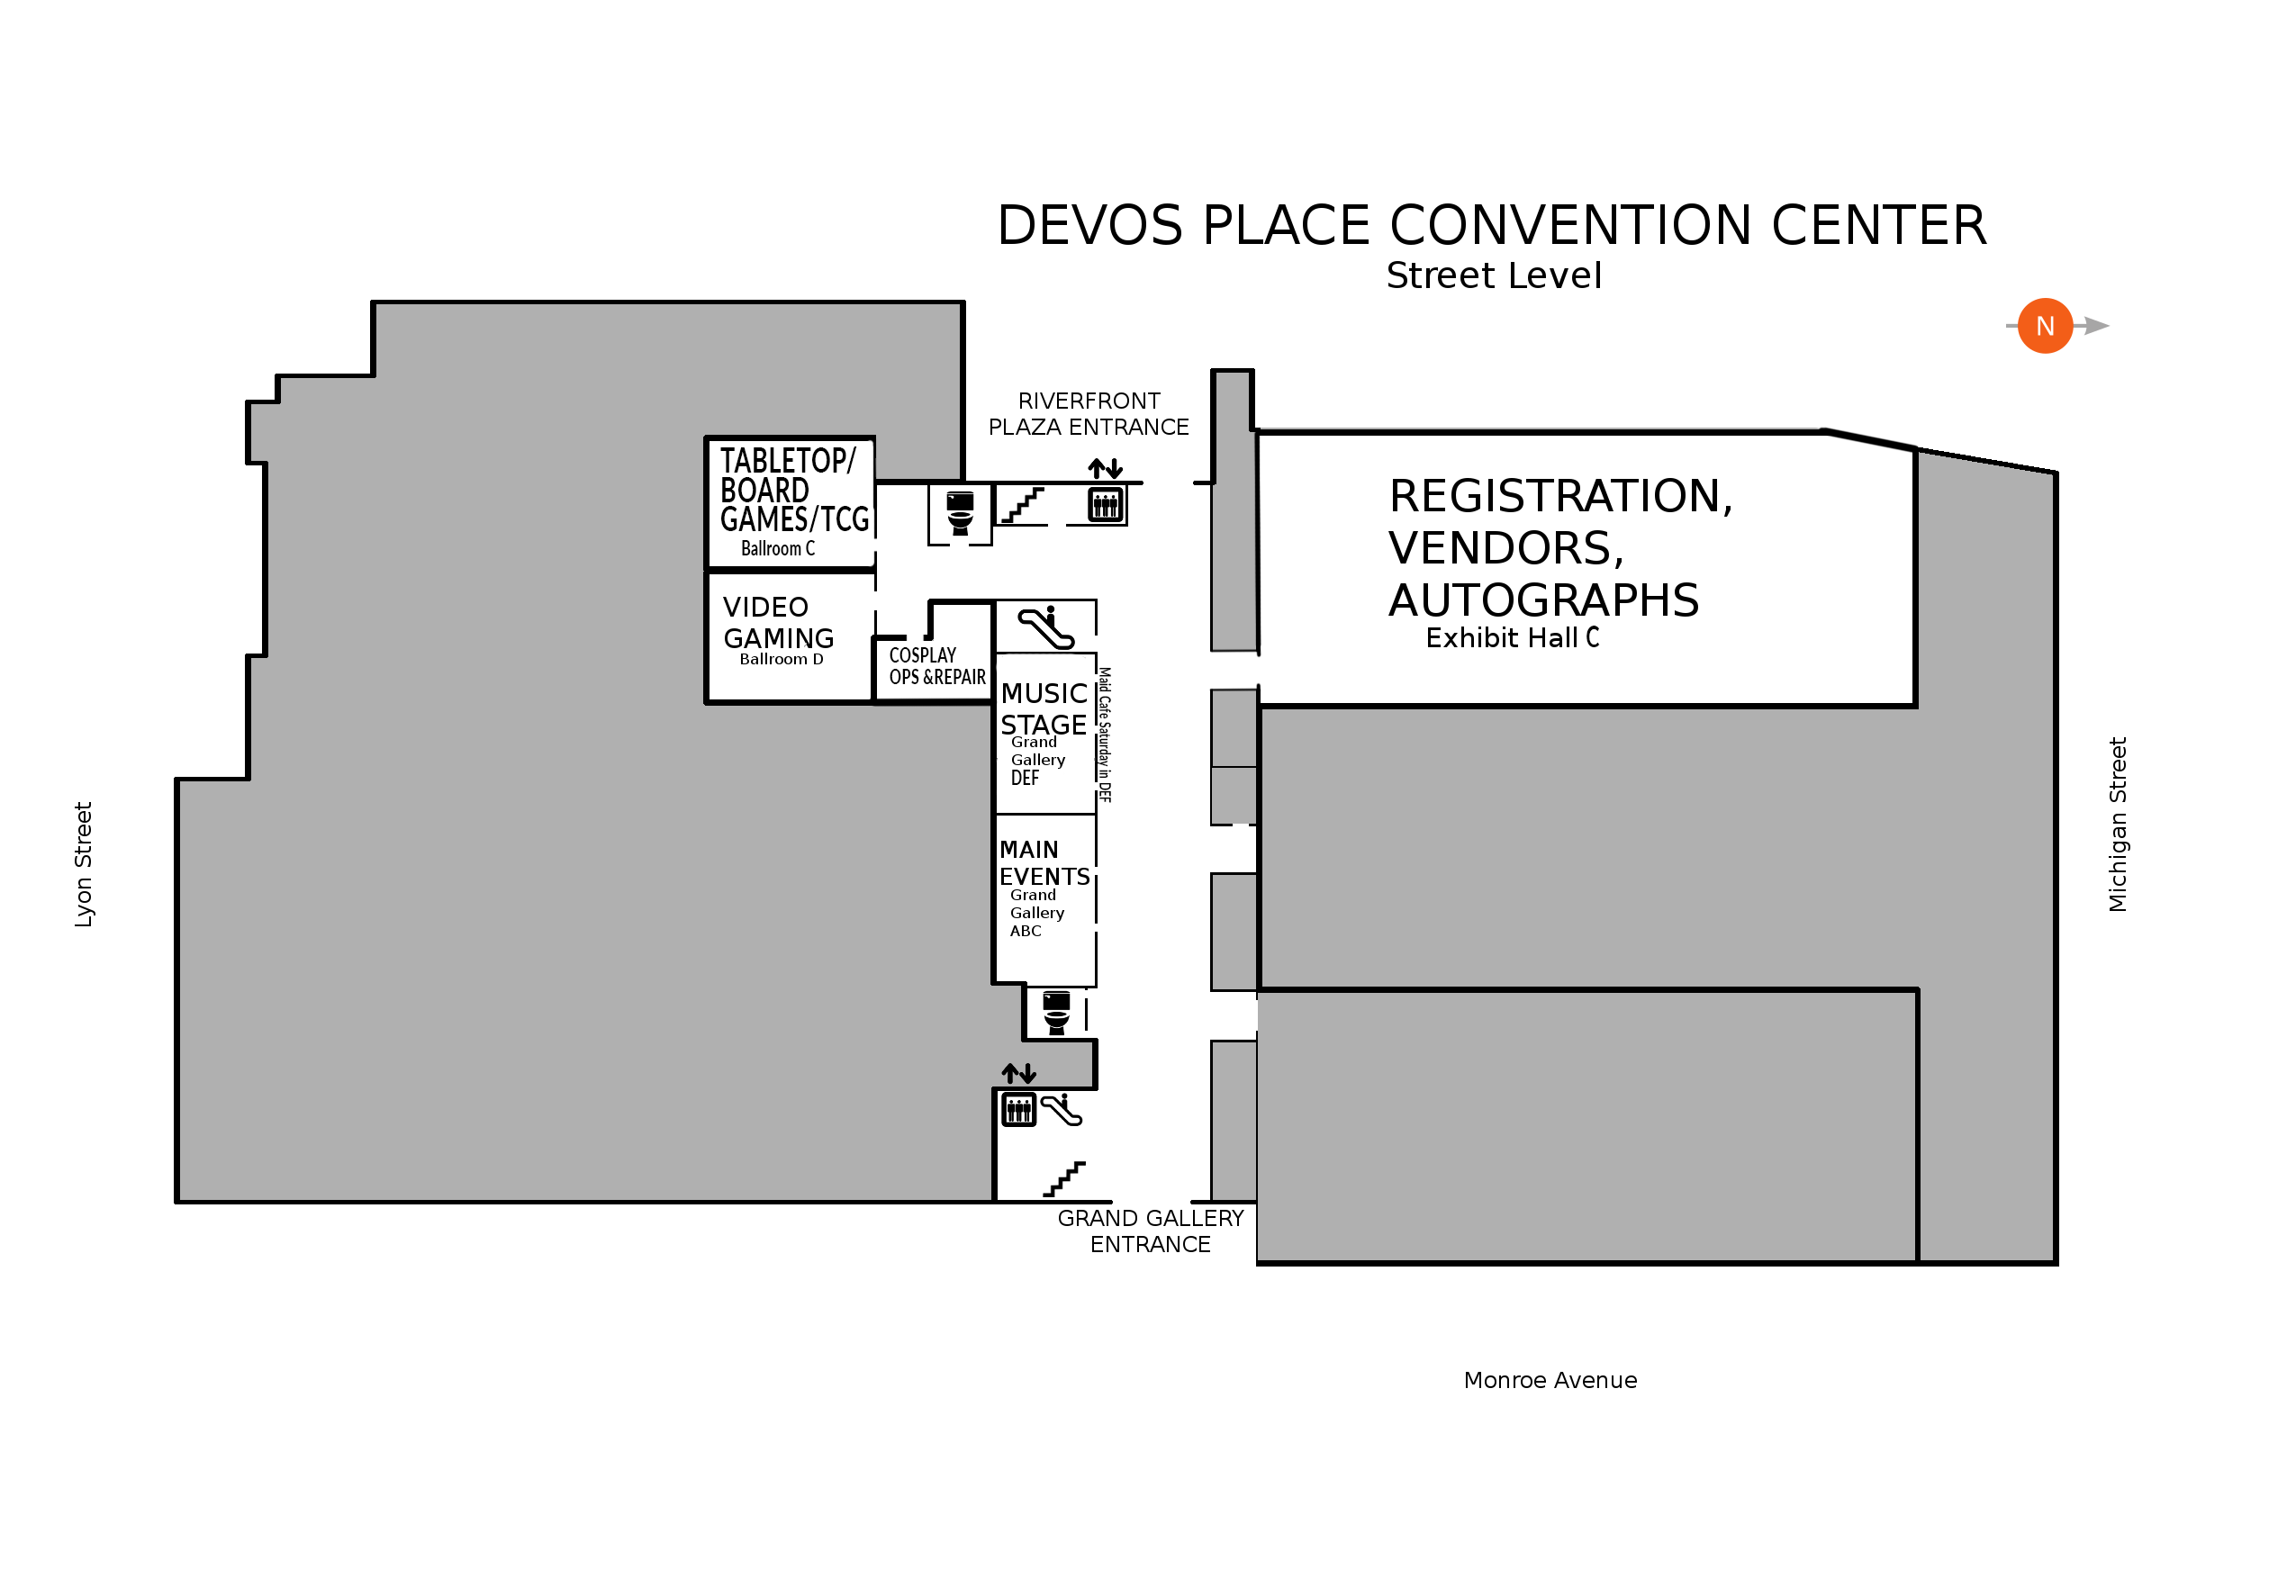 DEVOS PLACE CONVENTION CENTER
Street Level
N
RIVERFRONT
PLAZA ENTRANCE
TABLETOP/
BOARD
GAMES/TCG
Ballroom C
REGISTRATION,
VENDORS,
AUTOGRAPHS
Exhibit Hall C
VIDEO
GAMING
Ballroom D
COSPLAY
OPS &REPAIR
MUSIC
STAGE
Grand
Gallery
DEF
Maid Cafe Saturday in DEF
MAIN
EVENTS
Grand
Gallery
ABC
Lyon Street
Michigan Street
GRAND GALLERY
ENTRANCE
Monroe Avenue